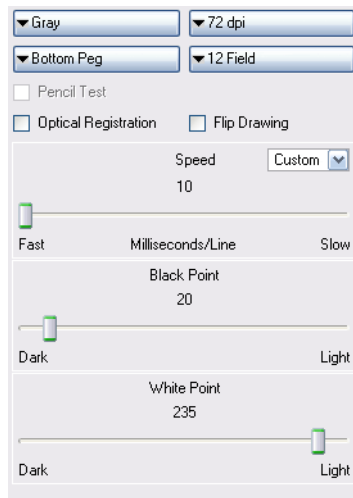 Gray 72 dpi
Bottom Peg 12 Field
Pencil Test
Optical Registration Flip Drawing
Speed Custom
10
Fast Milliseconds/Line Slow
Black Point
20
Dark Light
White Point
235
Dark Light